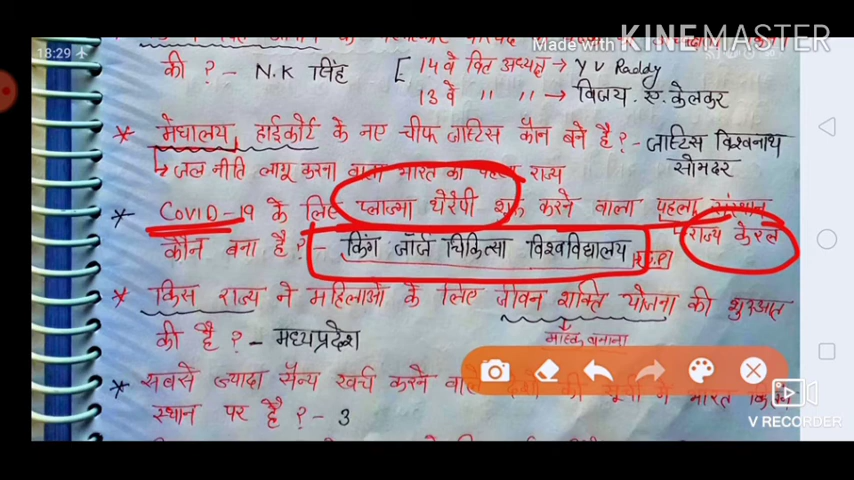 18:29
Made with KINEMASTER
की ? - N.K सिंह [ 14 वे वित अध्यक्ष → Y V Raddy
13 वे " " → विजय. ए. केलकर
* मेघालय हाईकोर्ट के नए चीफ जस्टिस कौन बने है ? - जास्टिस विश्वनाथ
सोमदर
↳ जल नीति लागू करना वाला भारत का पहला राज्य
* COVID-19 के लिए प्लाज्मा थेरेपी शुरू करने वाला पहला संस्थान
कौन बना है ? - किंग जॉर्ज चिकित्सा विश्वविद्यालय (U.P) राज्य केरल
* किस राज्य ने महिलाओ के लिए जीवन शक्ति योजना की शुरुआत
की है ? - मध्यप्रदेश मास्क बनाना
* सबसे ज्यादा सैन्य खर्च करने वाले देशो की सूची मे भारत किस
स्थान पर है ? - 3
V RECORDER